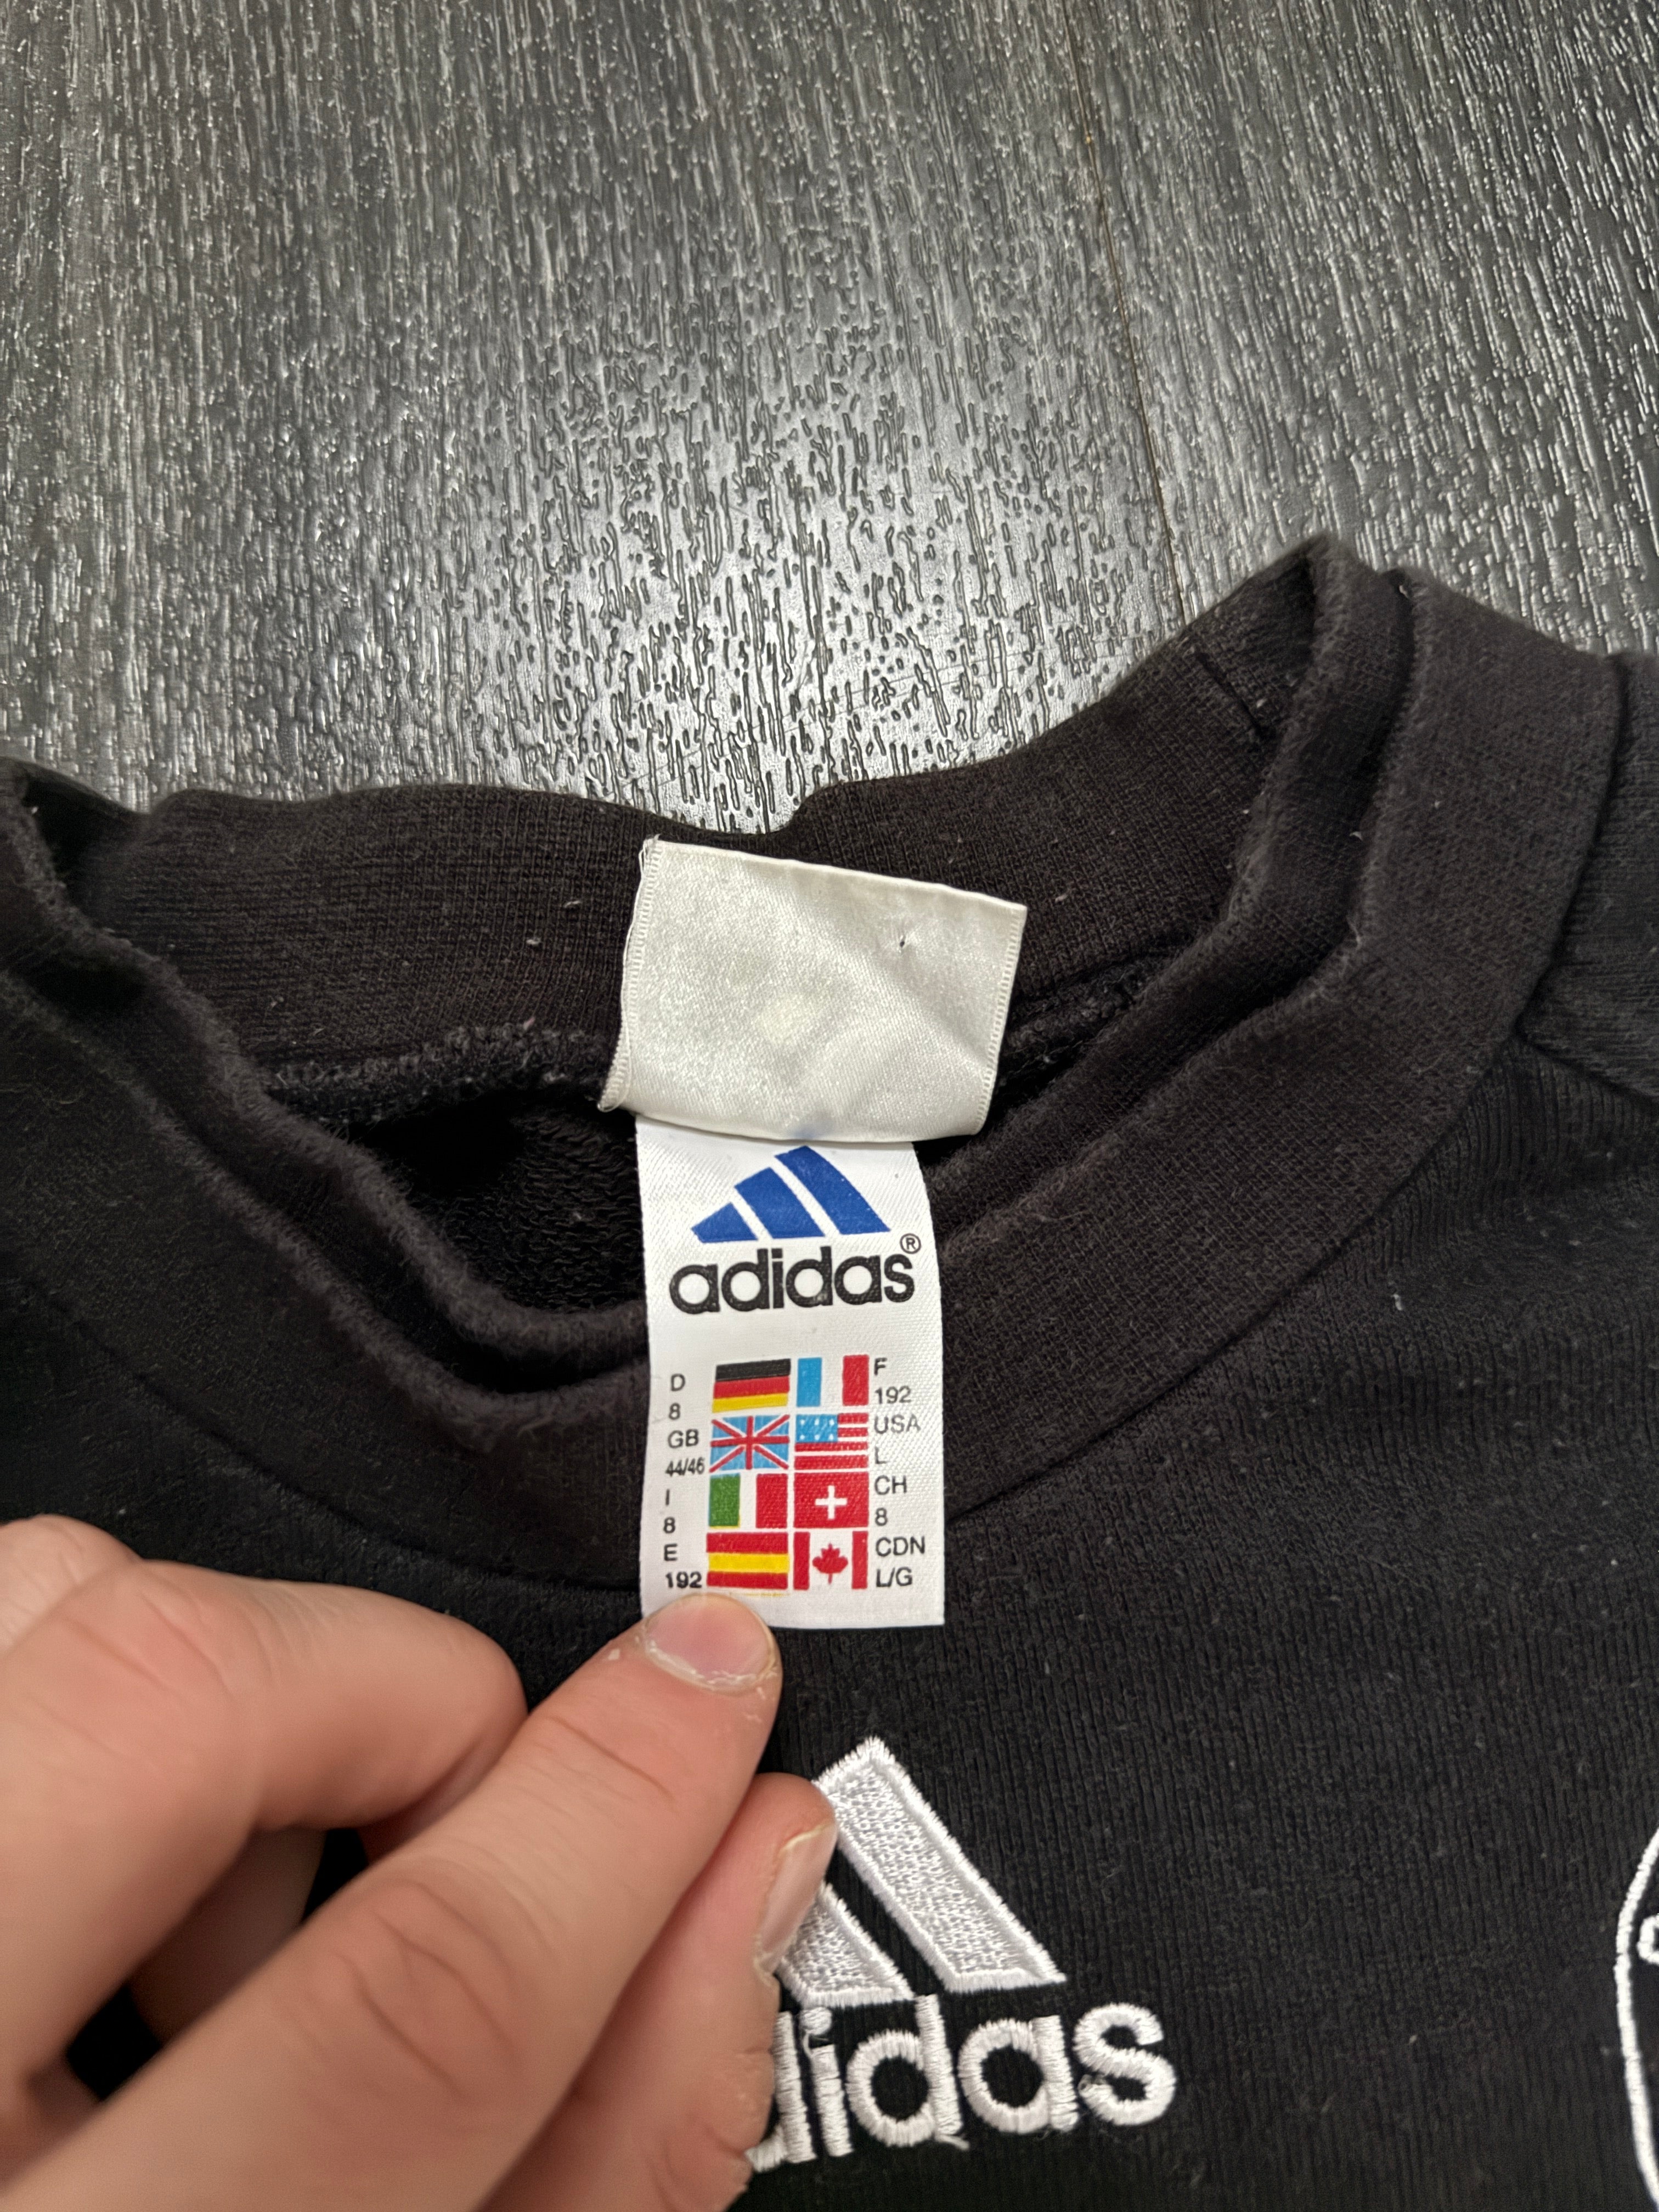 adidas®
D
8
GB
44/46
I
8
E
192
F
192
USA
L
CH
8
CDN
L/G
adidas